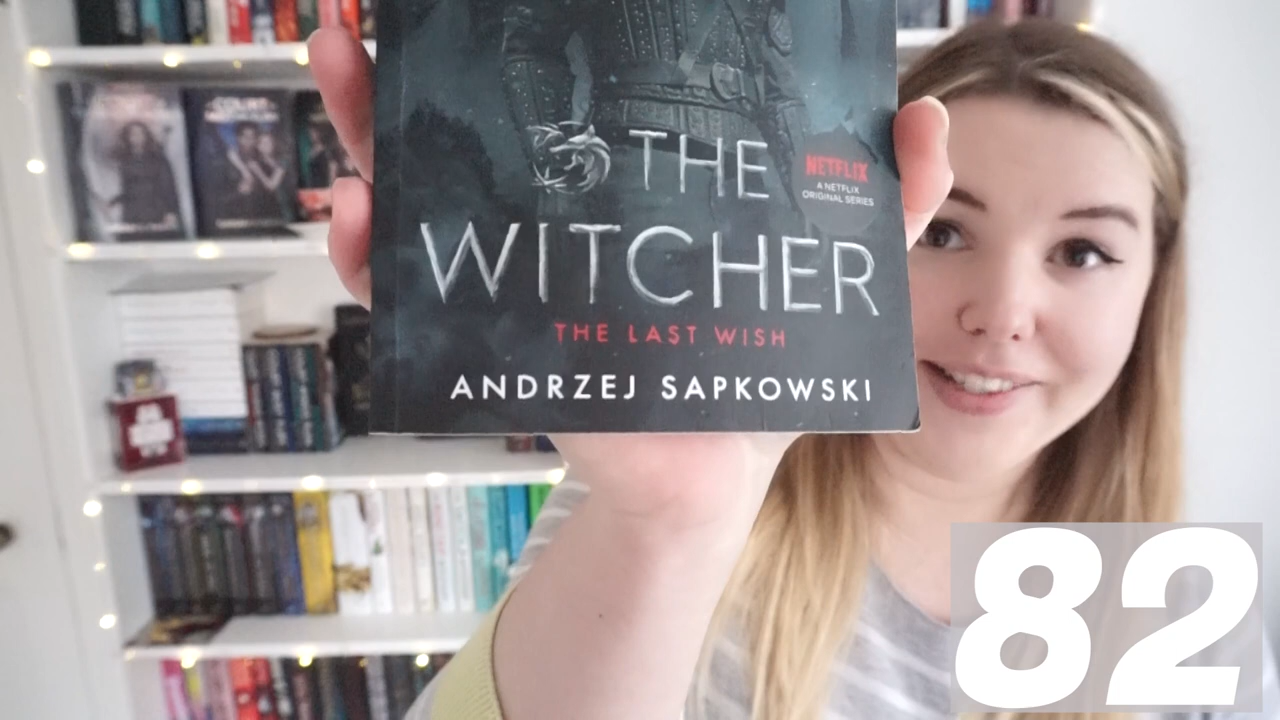 THE
NETFLIX
A NETFLIX
ORIGINAL SERIES
WITCHER
THE LAST WISH
ANDRZEJ SAPKOWSKI
82